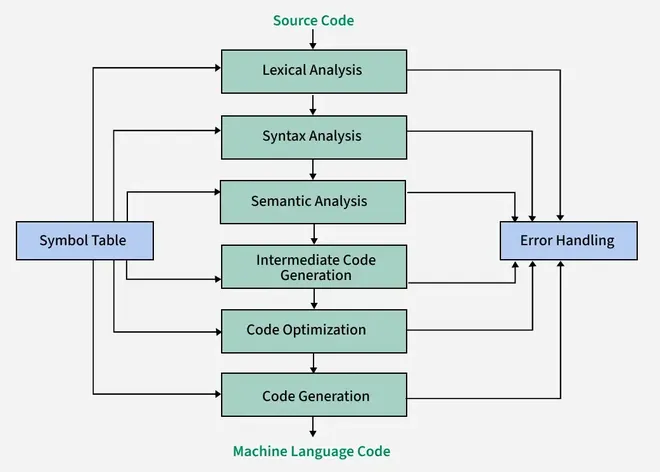 Source Code
Lexical Analysis
Syntax Analysis
Semantic Analysis
Symbol Table
Error Handling
Intermediate Code
Generation
Code Optimization
Code Generation
Machine Language Code